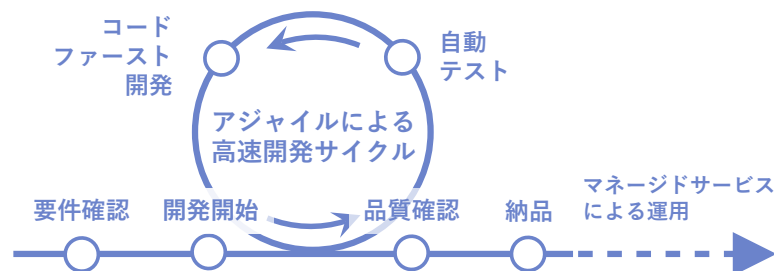 コード
ファースト
開発
自動
テスト
アジャイルによる
高速開発サイクル
要件確認
開発開始
品質確認
納品
マネージドサービス
による運用